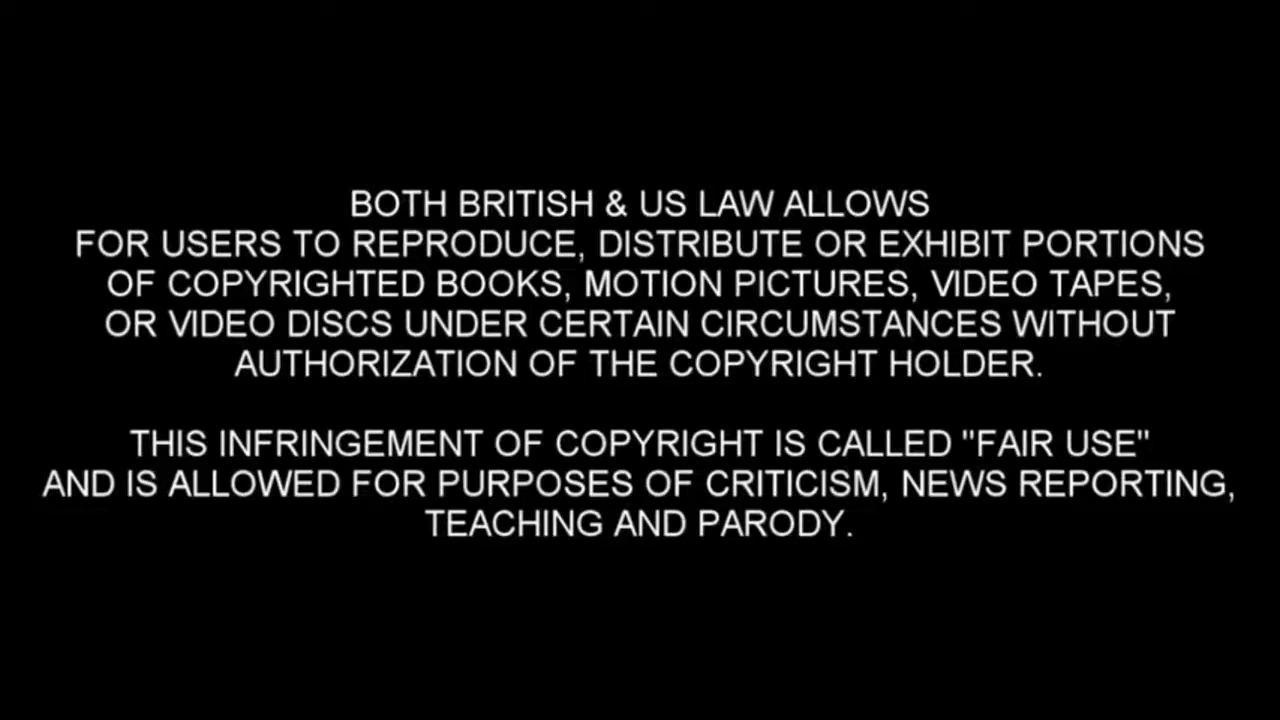 BOTH BRITISH & US LAW ALLOWS
FOR USERS TO REPRODUCE, DISTRIBUTE OR EXHIBIT PORTIONS
OF COPYRIGHTED BOOKS, MOTION PICTURES, VIDEO TAPES,
OR VIDEO DISCS UNDER CERTAIN CIRCUMSTANCES WITHOUT
AUTHORIZATION OF THE COPYRIGHT HOLDER.
THIS INFRINGEMENT OF COPYRIGHT IS CALLED "FAIR USE"
AND IS ALLOWED FOR PURPOSES OF CRITICISM, NEWS REPORTING,
TEACHING AND PARODY.